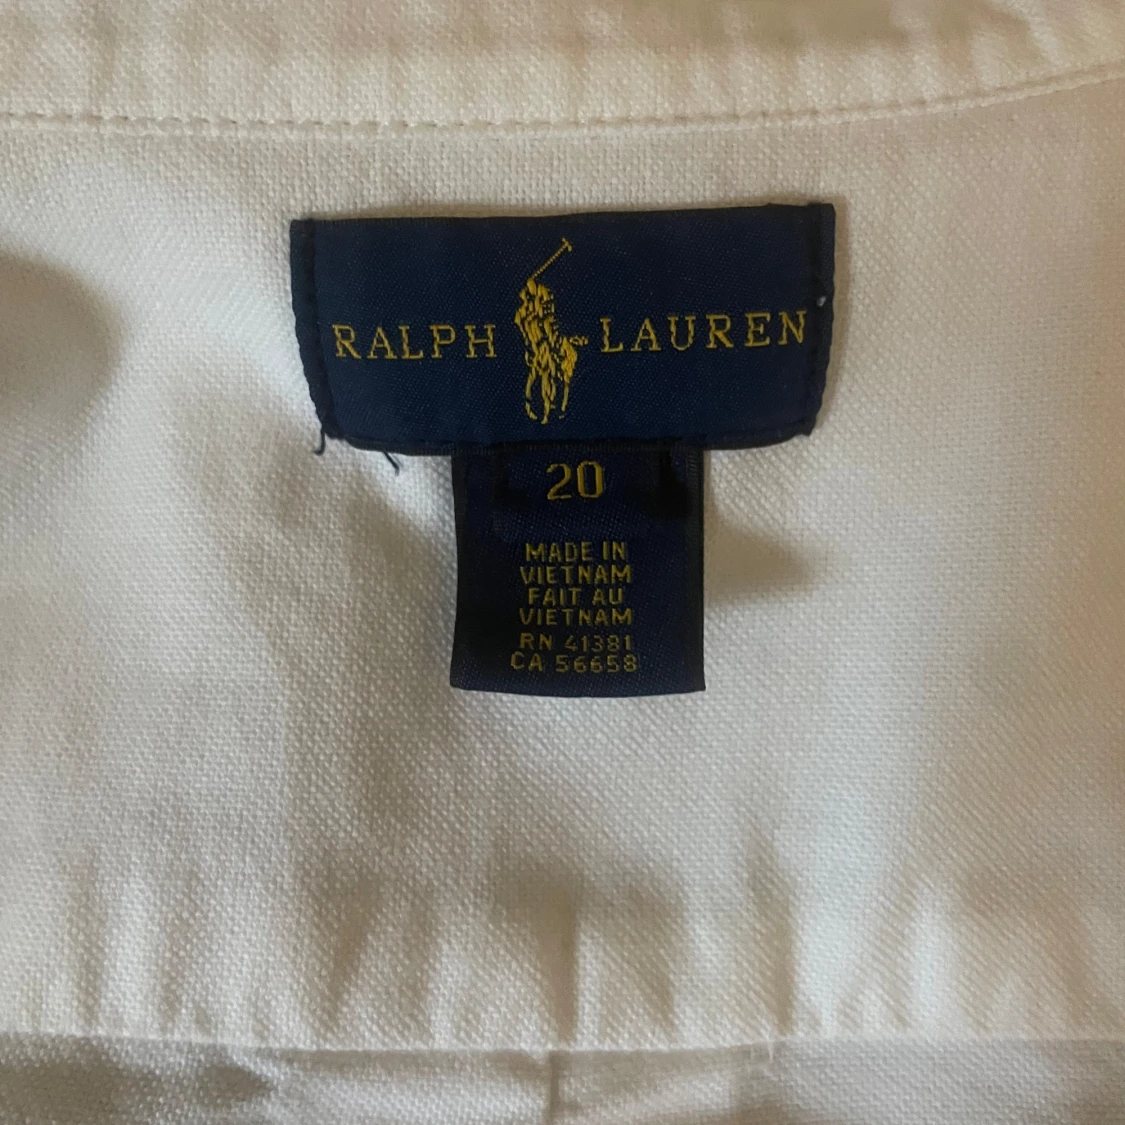 RALPH LAUREN
20
MADE IN
VIETNAM
FAIT AU
VIETNAM
RN 41381
CA 56658